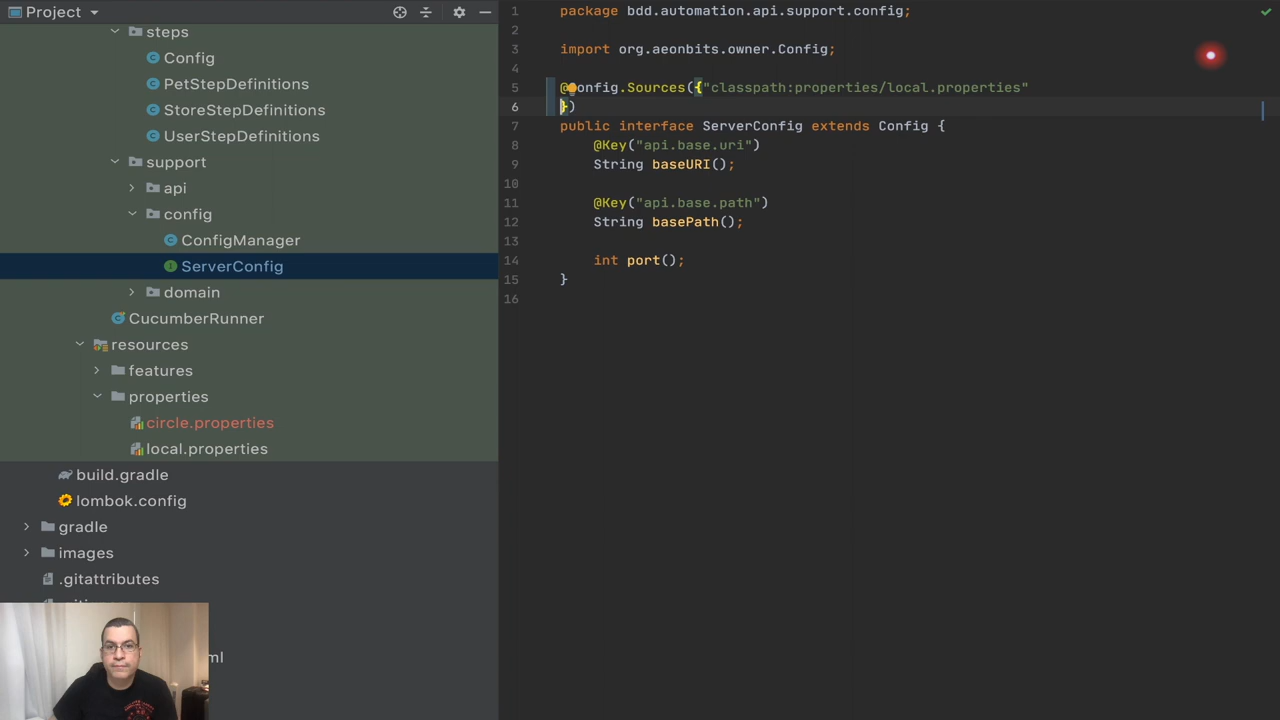 Project
steps
Config
PetStepDefinitions
StoreStepDefinitions
UserStepDefinitions
support
api
config
ConfigManager
ServerConfig
domain
CucumberRunner
resources
features
properties
circle.properties
local.properties
build.gradle
lombok.config
gradle
images
.gitattributes
ml
1 package bdd.automation.api.support.config;
2
3 import org.aeonbits.owner.Config;
4
5 @Config.Sources({"classpath:properties/local.properties"
6 })
7 public interface ServerConfig extends Config {
8 @Key("api.base.uri")
9 String baseURI();
10
11 @Key("api.base.path")
12 String basePath();
13
14 int port();
15 }
16